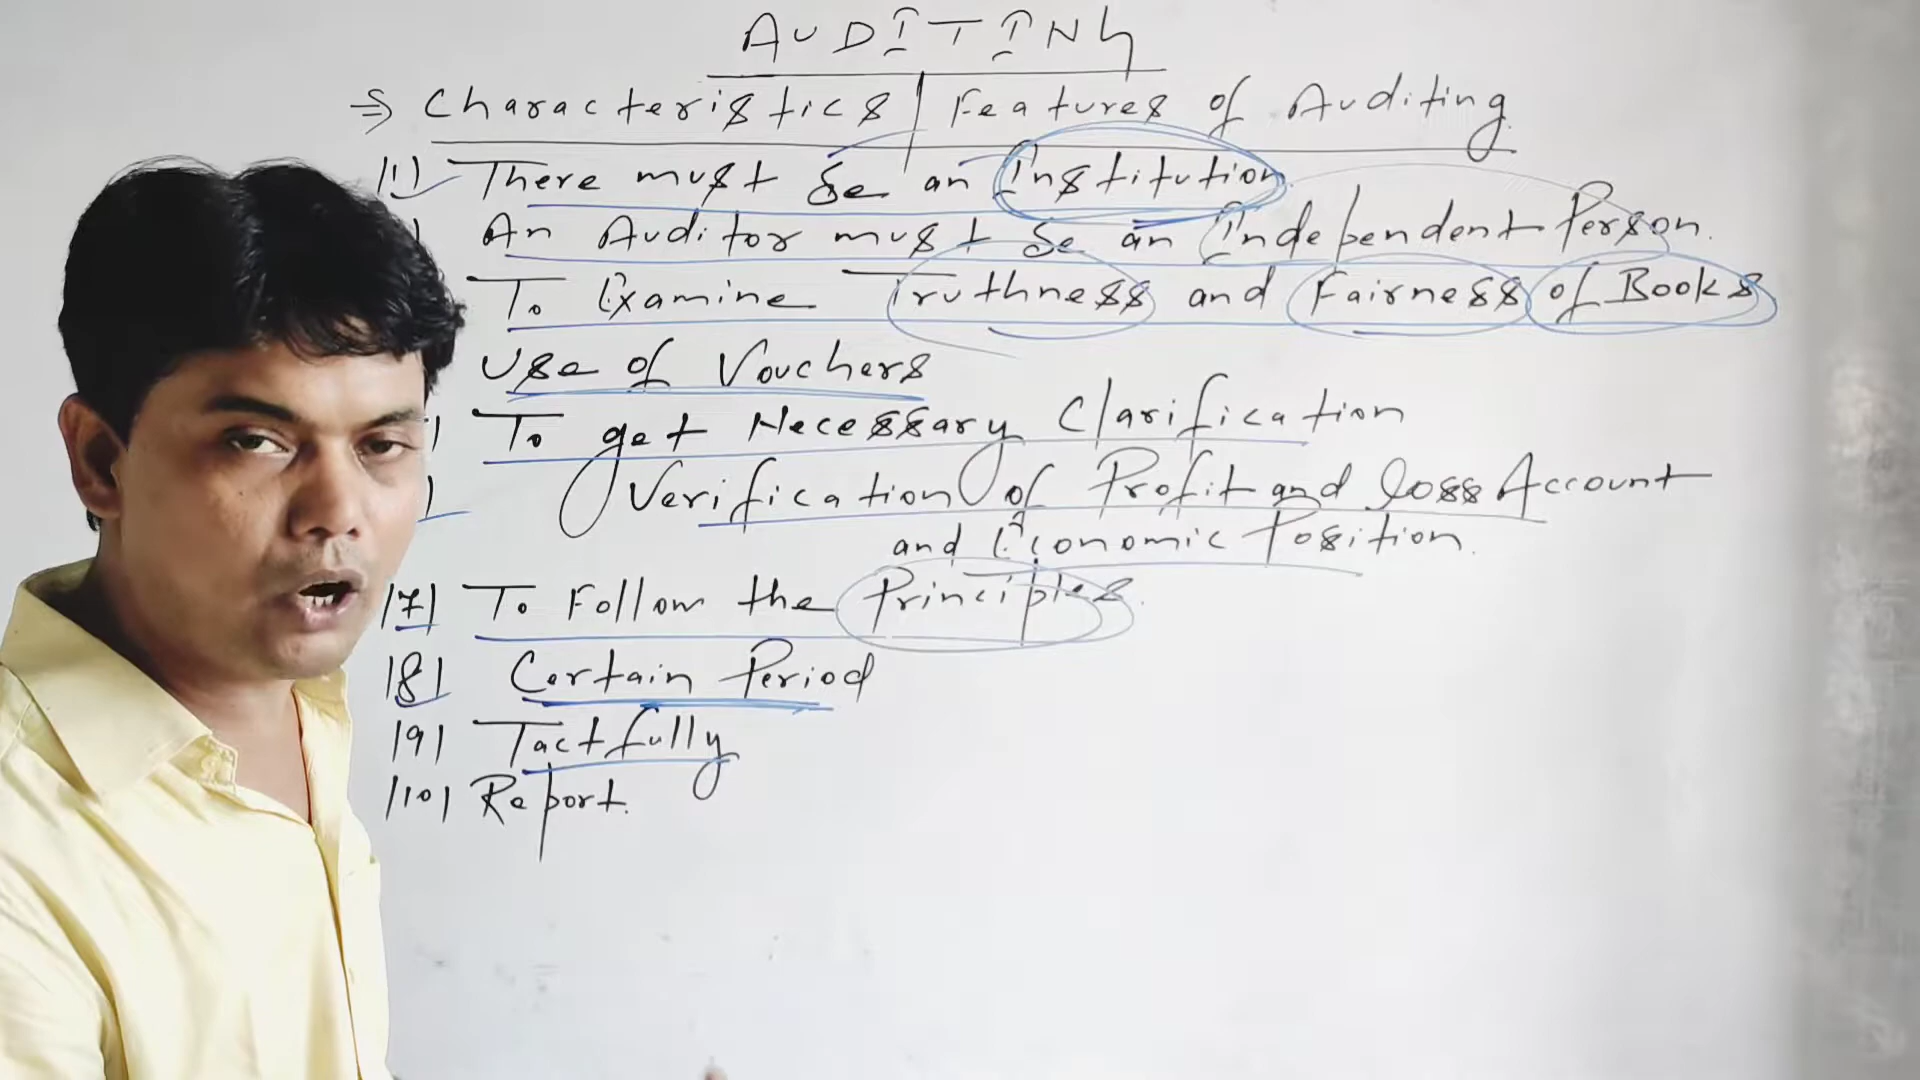 AUDITING
⇒ Characteristics | Features of Auditing
|1| There must be an Institution
| An Auditor must be an Independent Person.
To Examine Truthness and Fairness of Books
Use of Vouchers
| To get Necessary Clarification
| Verification of Profit and loss Account
and Economic Position.
|7| To Follow the Principles.
|8| Certain Period
|9| Tactfully
|10| Report.